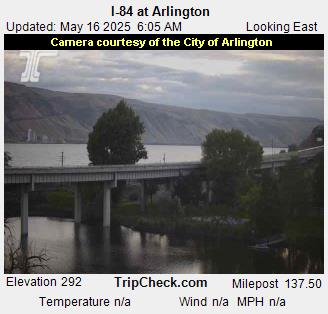 I-84 at Arlington
Updated: May 16 2025 6:05 AM Looking East
Camera courtesy of the City of Arlington
Elevation 292 TripCheck.com Milepost 137.50
Temperature n/a Wind n/a MPH n/a